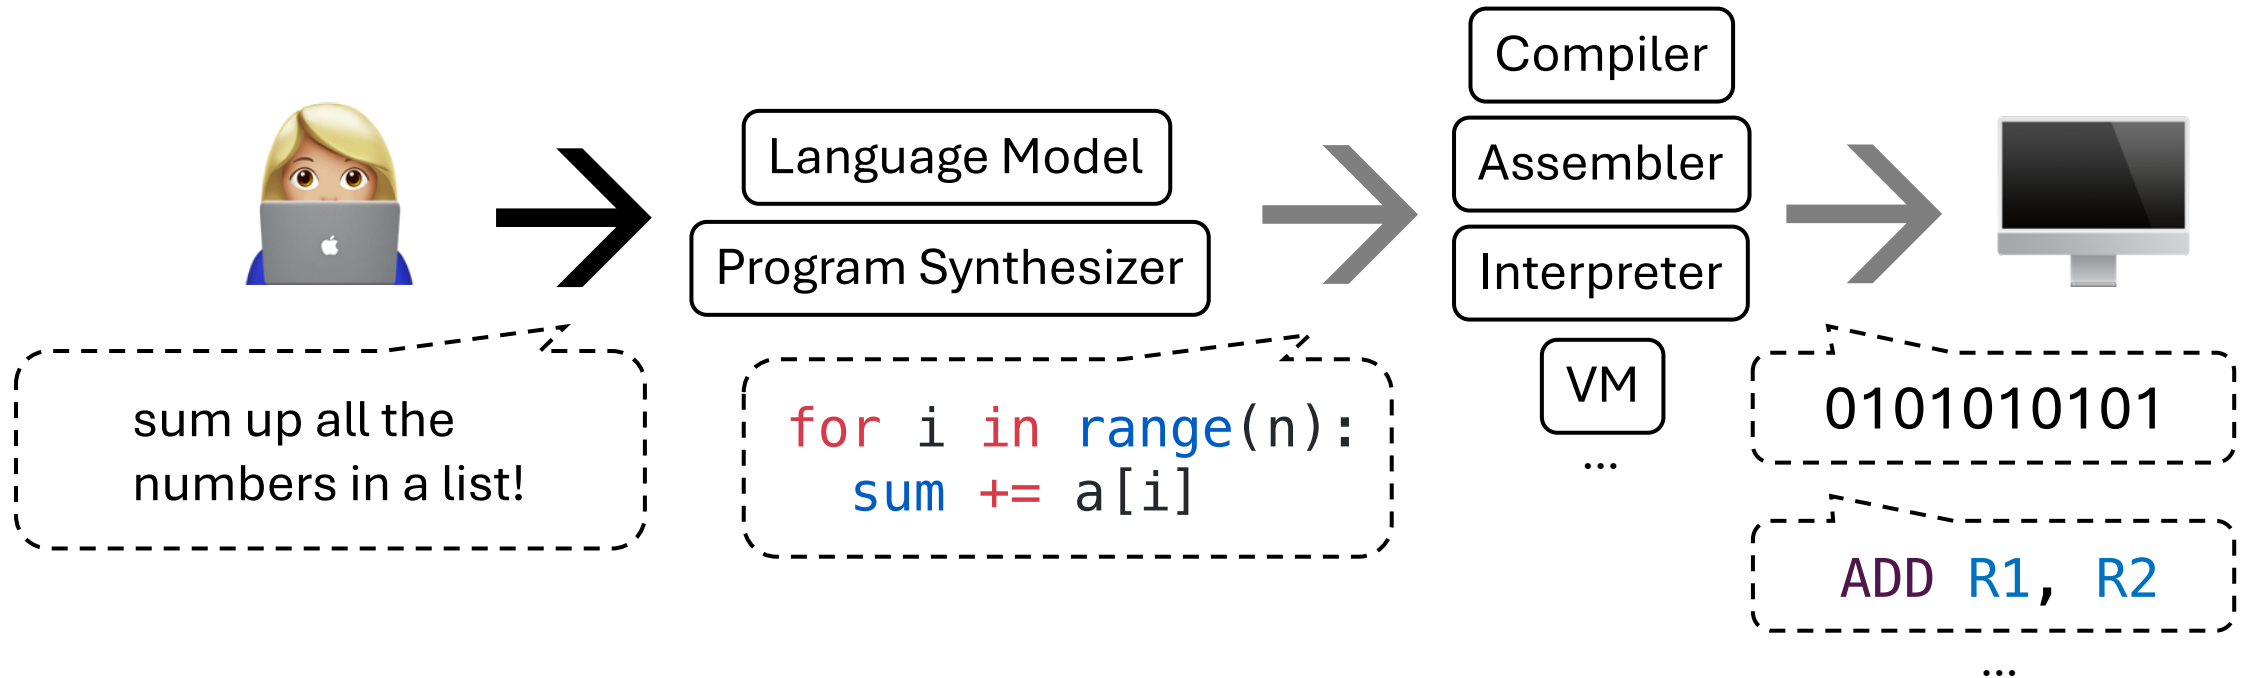 Compiler
Language Model
Assembler
Program Synthesizer
Interpreter
VM
...
sum up all the
numbers in a list!
for i in range(n):
  sum += a[i]
0101010101
ADD R1, R2
...